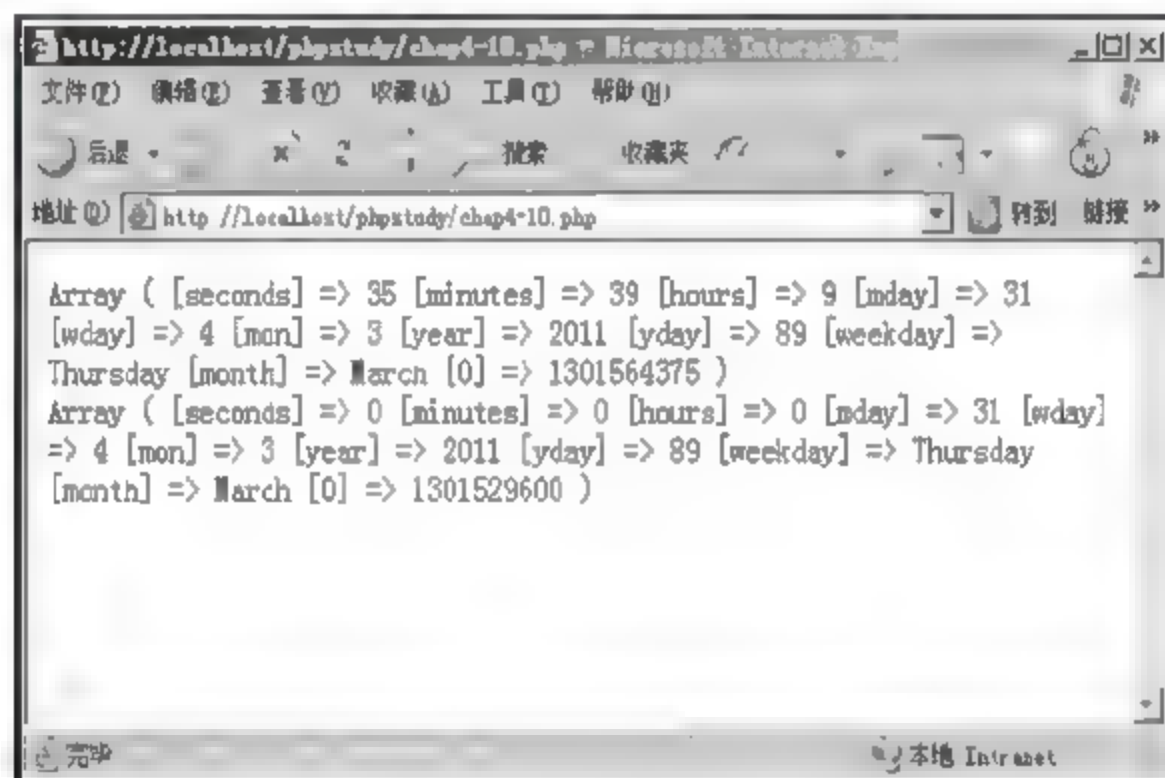 http://localhost/phpstudy/chap4-10.php - Microsoft Internet Exp
文件(F) 编辑(E) 查看(V) 收藏(A) 工具(T) 帮助(H)
后退 搜索 收藏夹
地址(D) http //localhost/phpstudy/chap4-10.php 转到 链接 »
Array ( [seconds] => 35 [minutes] => 39 [hours] => 9 [mday] => 31
[wday] => 4 [mon] => 3 [year] => 2011 [yday] => 89 [weekday] =>
Thursday [month] => March [0] => 1301564375 )
Array ( [seconds] => 0 [minutes] => 0 [hours] => 0 [mday] => 31 [wday]
=> 4 [mon] => 3 [year] => 2011 [yday] => 89 [weekday] => Thursday
[month] => March [0] => 1301529600 )
完毕 本地 Intranet